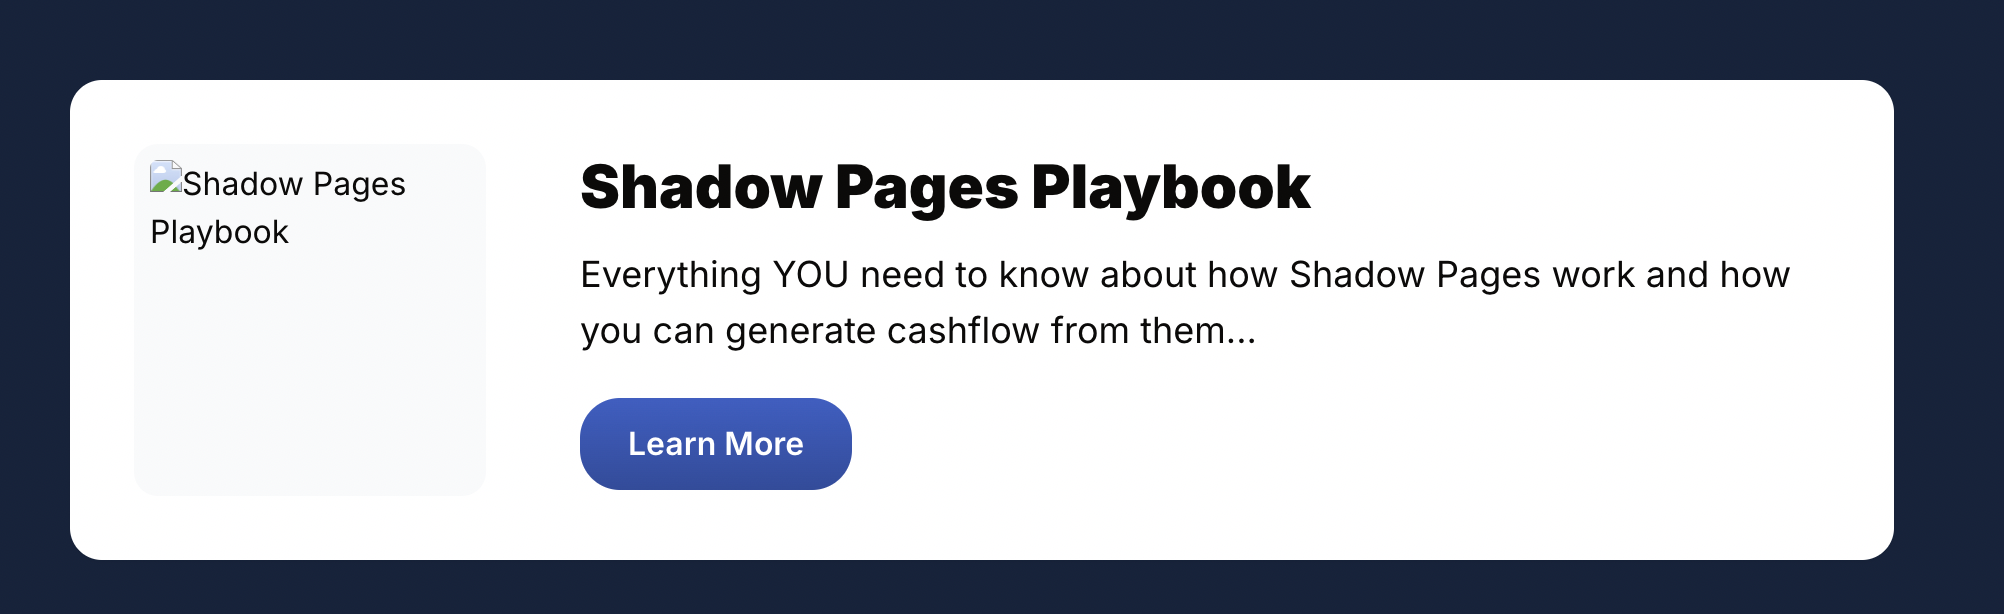 Shadow Pages
Playbook
Shadow Pages Playbook
Everything YOU need to know about how Shadow Pages work and how
you can generate cashflow from them...
Learn More